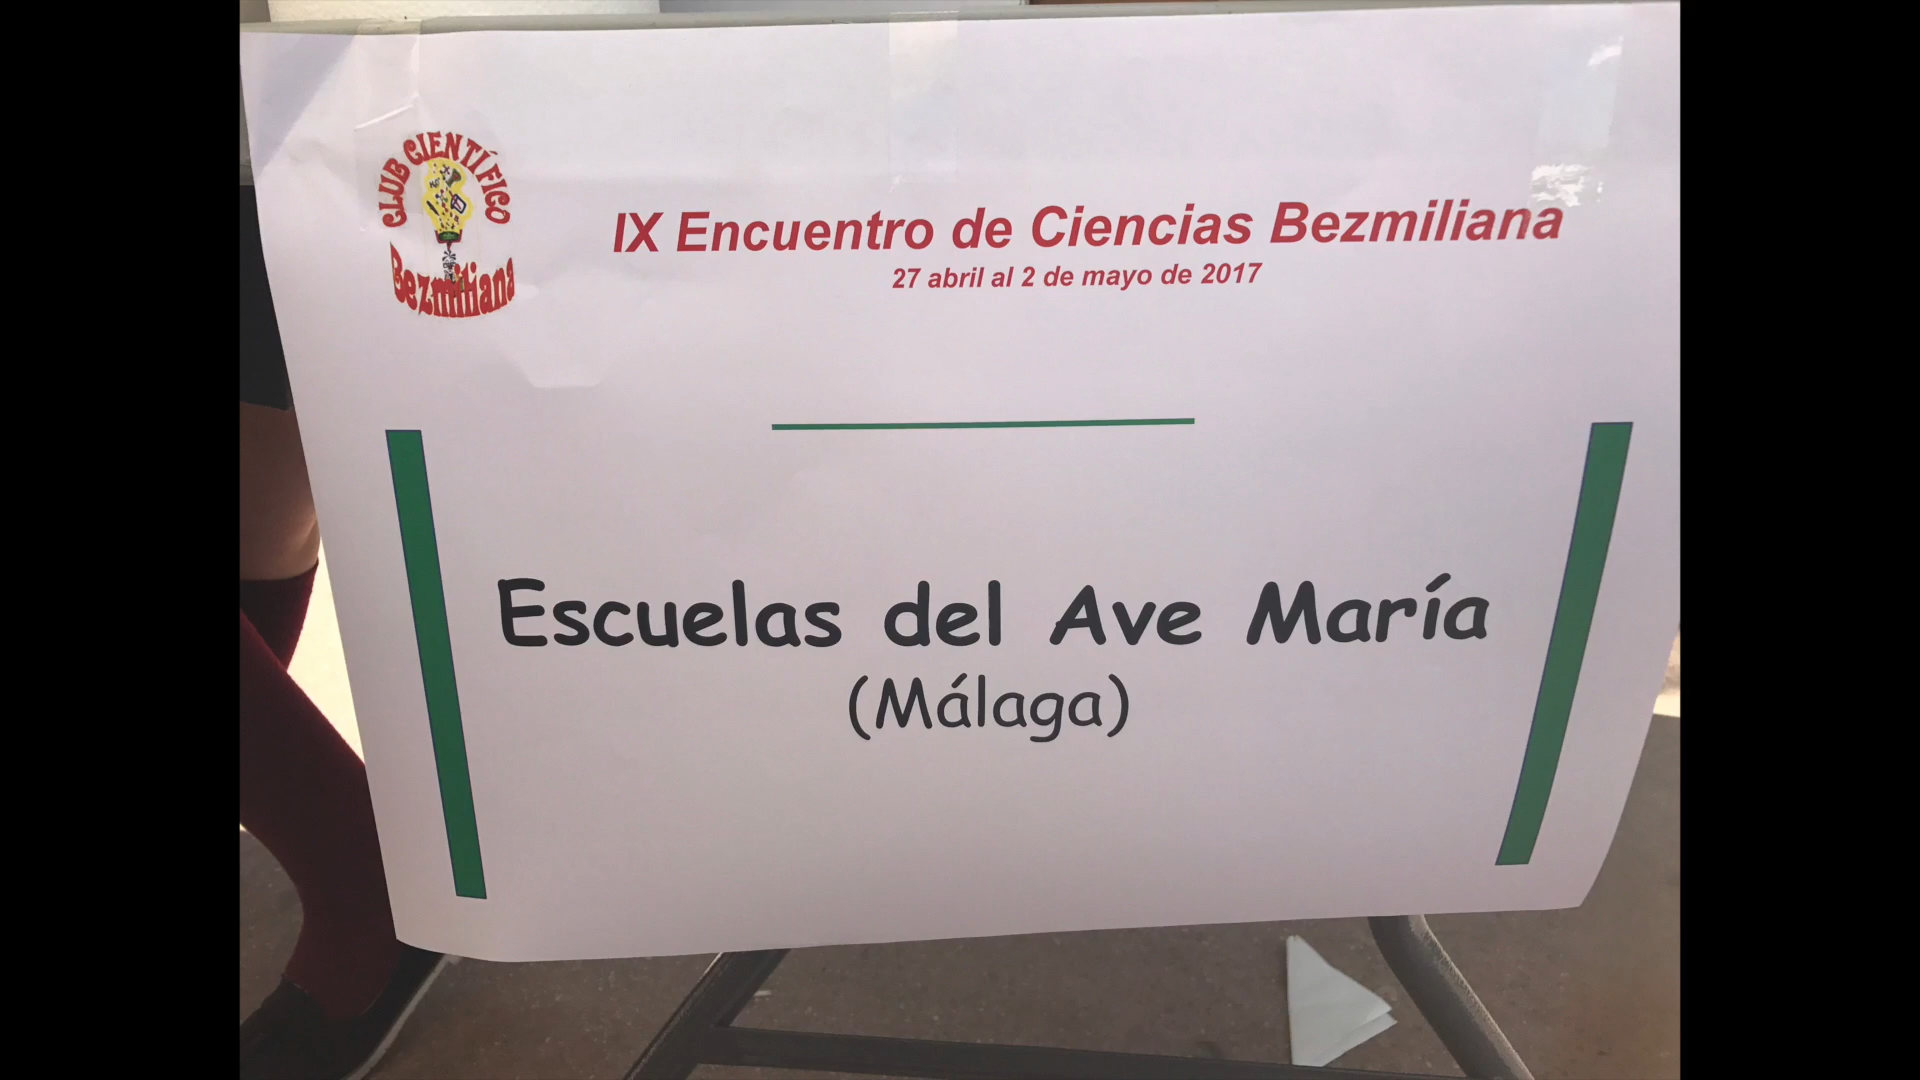 CLUB CIENTÍFICO
Bezmiliana
IX Encuentro de Ciencias Bezmiliana
27 abril al 2 de mayo de 2017
Escuelas del Ave María
(Málaga)